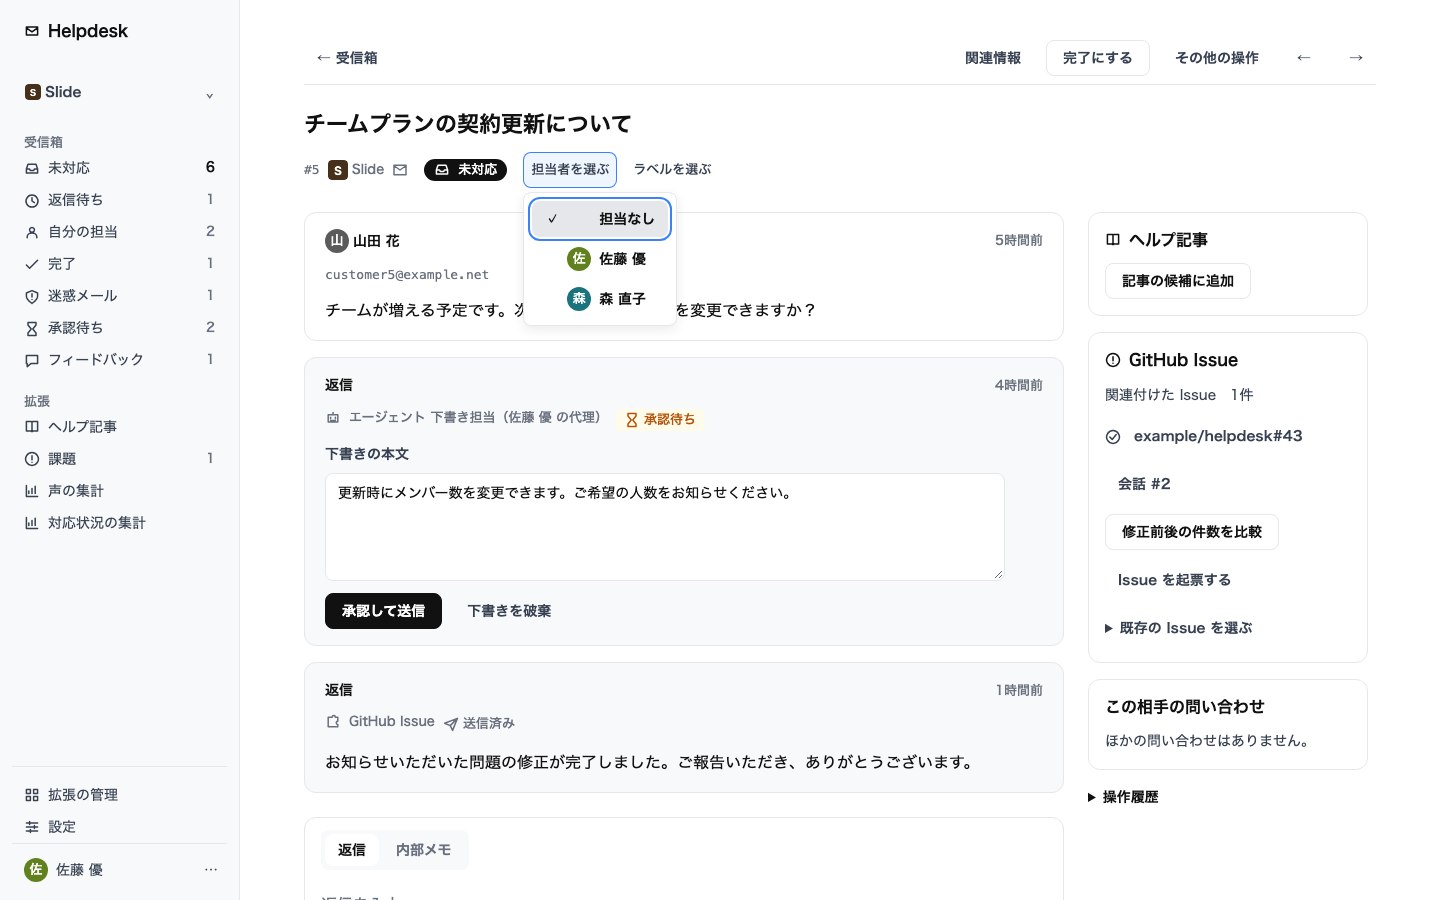 Helpdesk
S Slide
受信箱
未対応 6
返信待ち 1
自分の担当 2
完了 1
迷惑メール 1
承認待ち 2
フィードバック 1
拡張
ヘルプ記事
課題 1
声の集計
対応状況の集計
拡張の管理
設定
佐 佐藤 優 ...
← 受信箱
関連情報 完了にする その他の操作 ← →
チームプランの契約更新について
#5 S Slide 未対応 担当者を選ぶ ラベルを選ぶ
✓ 担当なし
佐 佐藤 優
森 森 直子
山 山田 花 5時間前
customer5@example.net
チームが増える予定です。 を変更できますか？
返信 4時間前
エージェント 下書き担当（佐藤 優 の代理） 承認待ち
下書きの本文
更新時にメンバー数を変更できます。ご希望の人数をお知らせください。
承認して送信 下書きを破棄
返信 1時間前
GitHub Issue 送信済み
お知らせいただいた問題の修正が完了しました。ご報告いただき、ありがとうございます。
返信 内部メモ
ヘルプ記事
記事の候補に追加
GitHub Issue
関連付けた Issue 1件
example/helpdesk#43
会話 #2
修正前後の件数を比較
Issue を起票する
▶ 既存の Issue を選ぶ
この相手の問い合わせ
ほかの問い合わせはありません。
▶ 操作履歴